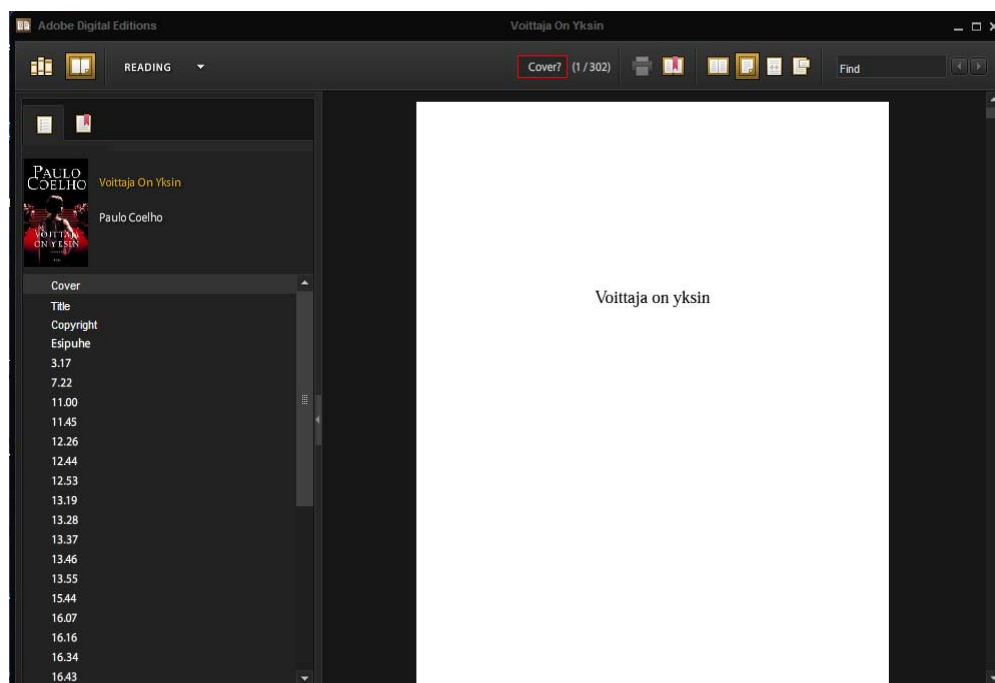 Adobe Digital Editions
Voittaja On Yksin
READING
Cover? (1/302)
Find
PAULO
COELHO
VOITTAJA
ON YKSIN
Voittaja On Yksin
Paulo Coelho
Cover
Title
Copyright
Esipuhe
3.17
7.22
11.00
11.45
12.26
12.44
12.53
13.19
13.28
13.37
13.46
13.55
15.44
16.07
16.16
16.34
16.43
Voittaja on yksin